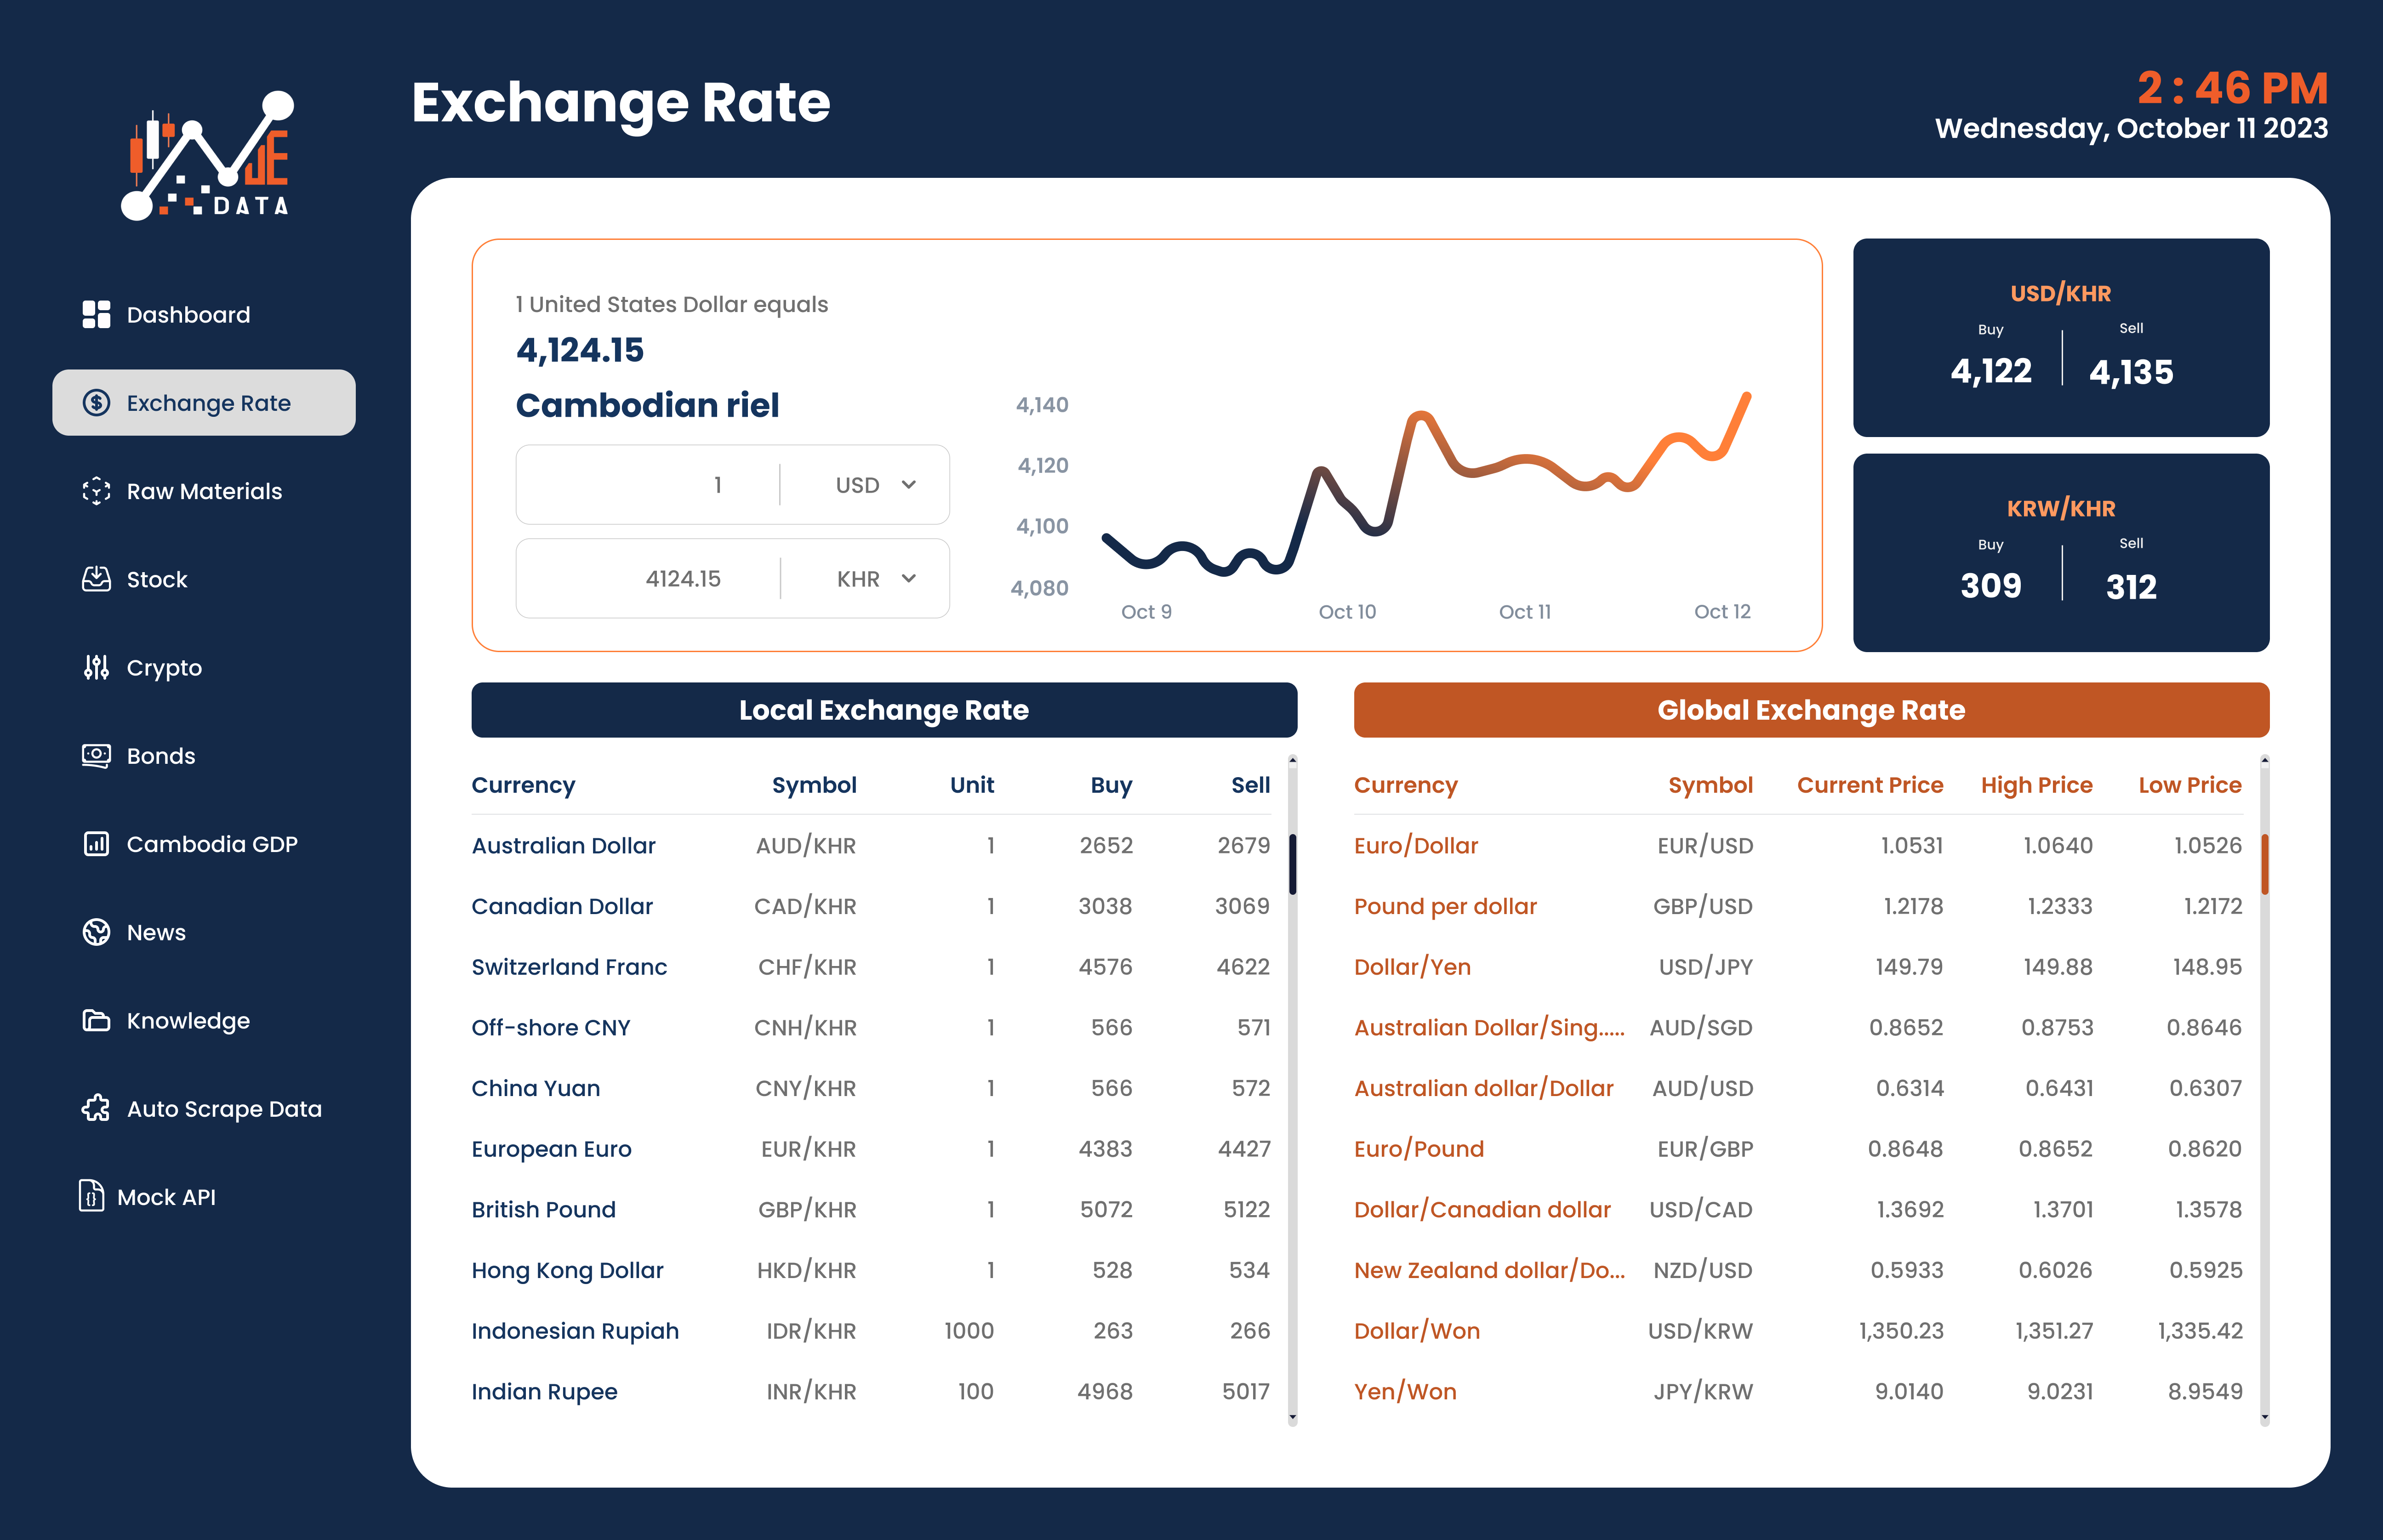 Exchange Rate
2 : 46 PM
Wednesday, October 11 2023
DATA
Dashboard
Exchange Rate
Raw Materials
Stock
Crypto
Bonds
Cambodia GDP
News
Knowledge
Auto Scrape Data
{} Mock API
1 United States Dollar equals
4,124.15
Cambodian riel
1 USD
4124.15 KHR
4,140
4,120
4,100
4,080
Oct 9 Oct 10 Oct 11 Oct 12
USD/KHR
Buy Sell
4,122 4,135
KRW/KHR
Buy Sell
309 312
Local Exchange Rate
Currency Symbol Unit Buy Sell
Australian Dollar AUD/KHR 1 2652 2679
Canadian Dollar CAD/KHR 1 3038 3069
Switzerland Franc CHF/KHR 1 4576 4622
Off-shore CNY CNH/KHR 1 566 571
China Yuan CNY/KHR 1 566 572
European Euro EUR/KHR 1 4383 4427
British Pound GBP/KHR 1 5072 5122
Hong Kong Dollar HKD/KHR 1 528 534
Indonesian Rupiah IDR/KHR 1000 263 266
Indian Rupee INR/KHR 100 4968 5017
Global Exchange Rate
Currency Symbol Current Price High Price Low Price
Euro/Dollar EUR/USD 1.0531 1.0640 1.0526
Pound per dollar GBP/USD 1.2178 1.2333 1.2172
Dollar/Yen USD/JPY 149.79 149.88 148.95
Australian Dollar/Sing..... AUD/SGD 0.8652 0.8753 0.8646
Australian dollar/Dollar AUD/USD 0.6314 0.6431 0.6307
Euro/Pound EUR/GBP 0.8648 0.8652 0.8620
Dollar/Canadian dollar USD/CAD 1.3692 1.3701 1.3578
New Zealand dollar/Do... NZD/USD 0.5933 0.6026 0.5925
Dollar/Won USD/KRW 1,350.23 1,351.27 1,335.42
Yen/Won JPY/KRW 9.0140 9.0231 8.9549